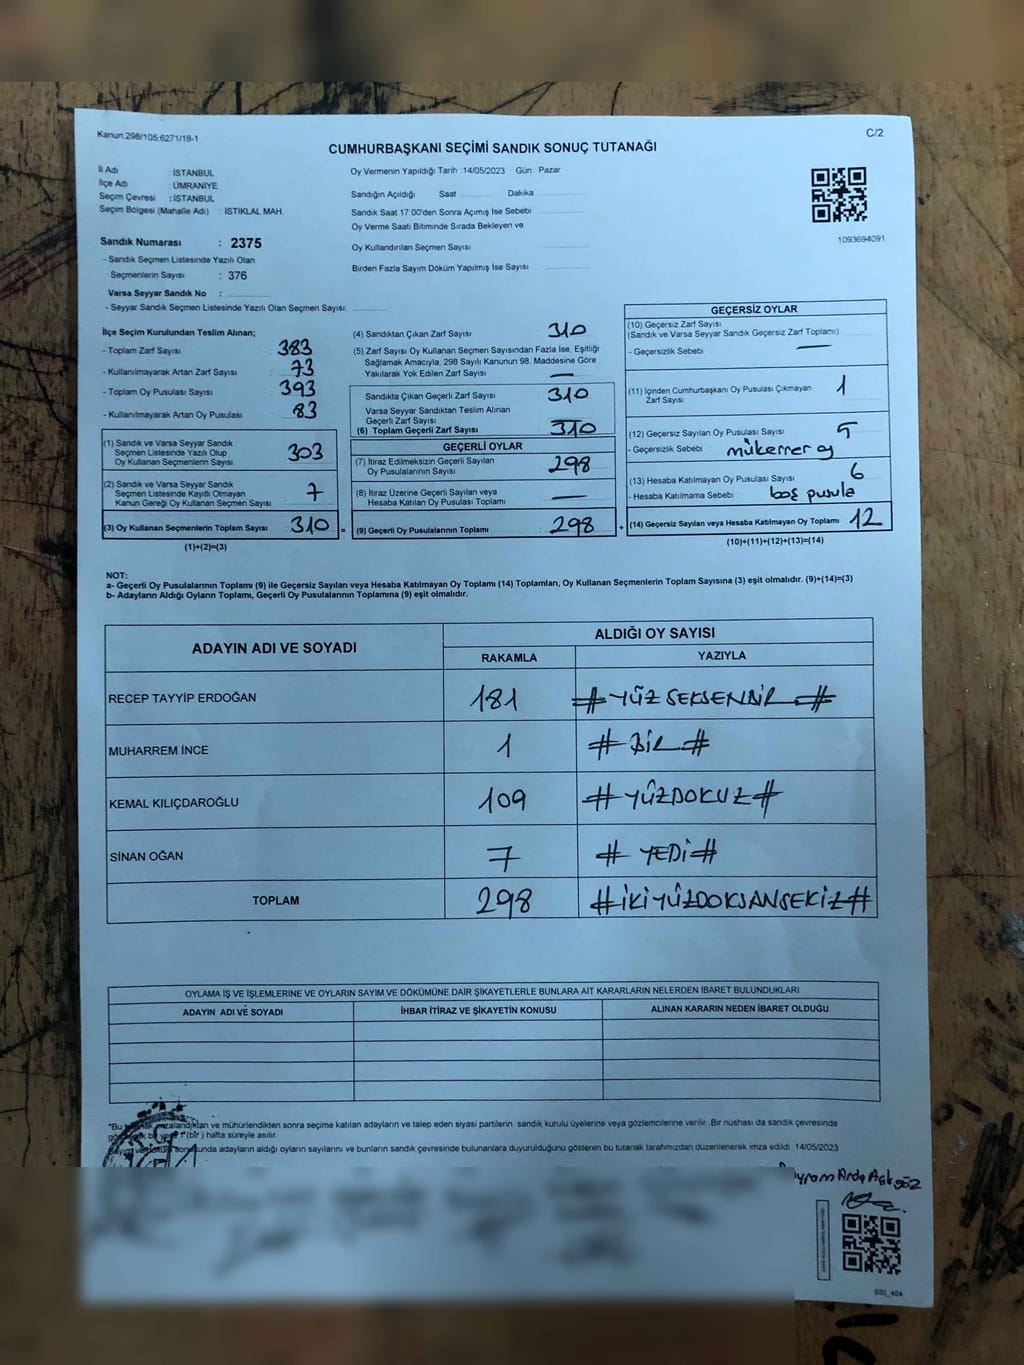 Kanun:298/105;6271/18-1
C/2
CUMHURBAŞKANI SEÇİMİ SANDIK SONUÇ TUTANAĞI
İl Adı : İSTANBUL
İlçe Adı : ÜMRANİYE
Seçim Çevresi : İSTANBUL
Seçim Bölgesi (Mahalle Adı) : İSTİKLAL MAH.
Sandık Numarası : 2375
- Sandık Seçmen Listesinde Yazılı Olan
Seçmenlerin Sayısı : 376
Varsa Seyyar Sandık No :
- Seyyar Sandık Seçmen Listesinde Yazılı Olan Seçmen Sayısı:
Oy Vermenin Yapıldığı Tarih 14/05/2023 Gün Pazar
Sandığın Açıldığı Saat Dakika
Sandık Saat 17.00'den Sonra Açımış İse Sebebi
Oy Verme Saati Bitiminde Sırada Bekleyen ve
Oy Kullandırılan Seçmen Sayısı
Birden Fazla Sayım Döküm Yapılmış İse Sayısı
1093694091
İlçe Seçim Kurulundan Teslim Alınan;
- Toplam Zarf Sayısı 383
- Kullanılmayarak Artan Zarf Sayısı 73
- Toplam Oy Pusulası Sayısı 393
- Kullanılmayarak Artan Oy Pusulası 83
(1) Sandık ve Varsa Seyyar Sandık
Seçmen Listesinde Yazılı Olup
Oy Kullanan Seçmenlerin Sayısı 303
(2) Sandık ve Varsa Seyyar Sandık
Seçmen Listesinde Kayıtlı Olmayan
Kanun Gereği Oy Kullanan Seçmen Sayısı 7
(3) Oy Kullanan Seçmenlerin Toplam Sayısı 310 =
(1)+(2)=(3)
(4) Sandıktan Çıkan Zarf Sayısı 310
(5) Zarf Sayısı Oy Kullanan Seçmen Sayısından Fazla İse, Eşitliği
Sağlamak Amacıyla, 298 Sayılı Kanunun 98. Maddesine Göre
Yakılarak Yok Edilen Zarf Sayısı —
Sandıkta Çıkan Geçerli Zarf Sayısı 310
Varsa Seyyar Sandıktan Teslim Alınan
Geçerli Zarf Sayısı
(6) Toplam Geçerli Zarf Sayısı 310
GEÇERLİ OYLAR
(7) İtiraz Edilmeksizin Geçerli Sayılan
Oy Pusulalarının Sayısı 298
(8) İtiraz Üzerine Geçerli Sayılan veya
Hesaba Katılan Oy Pusulası Toplamı —
(9) Geçerli Oy Pusulalarının Toplamı 298 +
GEÇERSİZ OYLAR
(10) Geçersiz Zarf Sayısı
(Sandık ve Varsa Seyyar Sandık Geçersiz Zarf Toplamı)
- Geçersizlik Sebebi —
(11) İçinden Cumhurbaşkanı Oy Pusulası Çıkmayan
Zarf Sayısı 1
(12) Geçersiz Sayılan Oy Pusulası Sayısı 5
- Geçersizlik Sebebi mükerrer oy
(13) Hesaba Katılmayan Oy Pusulası Sayısı 6
- Hesaba Katılmama Sebebi : boş pusula
(14) Geçersiz Sayılan veya Hesaba Katılmayan Oy Toplamı 12
(10)+(11)+(12)+(13)=(14)
NOT:
a- Geçerli Oy Pusulalarının Toplamı (9) ile Geçersiz Sayılan veya Hesaba Katılmayan Oy Toplamı (14) Toplamları, Oy Kullanan Seçmenlerin Toplam Sayısına (3) eşit olmalıdır. (9)+(14)=(3)
b- Adayların Aldığı Oyların Toplamı, Geçerli Oy Pusulalarının Toplamına (9) eşit olmalıdır.
ADAYIN ADI VE SOYADI
ALDIĞI OY SAYISI
RAKAMLA YAZIYLA
RECEP TAYYİP ERDOĞAN 181 # YÜZ SEKSENBİR #
MUHARREM İNCE 1 # BİR #
KEMAL KILIÇDAROĞLU 109 # YÜZDOKUZ #
SİNAN OĞAN 7 # YEDİ #
TOPLAM 298 #İKİYÜZDOKSANSEKİZ#
OYLAMA İŞ VE İŞLEMLERİNE VE OYLARIN SAYIM VE DÖKÜMÜNE DAİR ŞİKAYETLERLE BUNLARA AİT KARARLARIN NELERDEN İBARET BULUNDUKLARI
ADAYIN ADI VE SOYADI İHBAR İTİRAZ VE ŞİKAYETİN KONUSU ALINAN KARARIN NEDEN İBARET OLDUĞU
*Bu ve mühürlendikten sonra seçime katılan adayların ve talep eden siyasi partilerin sandık kurulu üyelerine veya gözlemcilerine verilir. Bir nüshası da sandık çevresinde
1 (bir) hafta süreyle asılır.
adayların aldığı oyların sayılarını ve bunların sandık çevresinde bulunanlara duyurulduğunu gösteren bu tutanak tarafımızdan düzenlenerek imza edildi. 14/05/2023